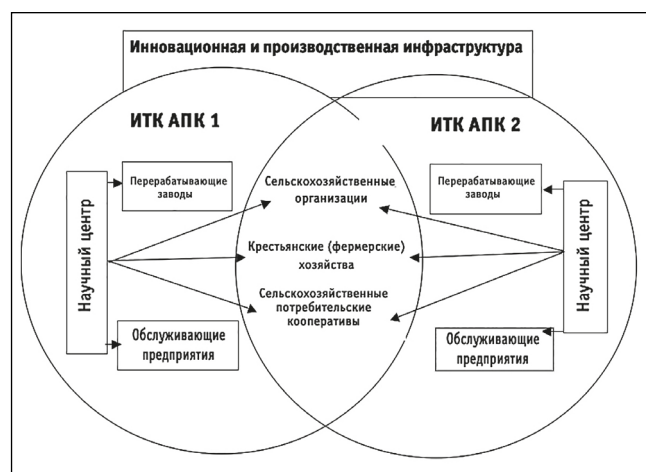 Инновационная и производственная инфраструктура
ИТК АПК 1
ИТК АПК 2
Научный центр
Перерабатывающие
заводы
Обслуживающие
предприятия
Сельскохозяйственные
организации
Крестьянские (фермерские)
хозяйства
Сельскохозяйственные
потребительские
кооперативы
Перерабатывающие
заводы
Обслуживающие
предприятия
Научный центр